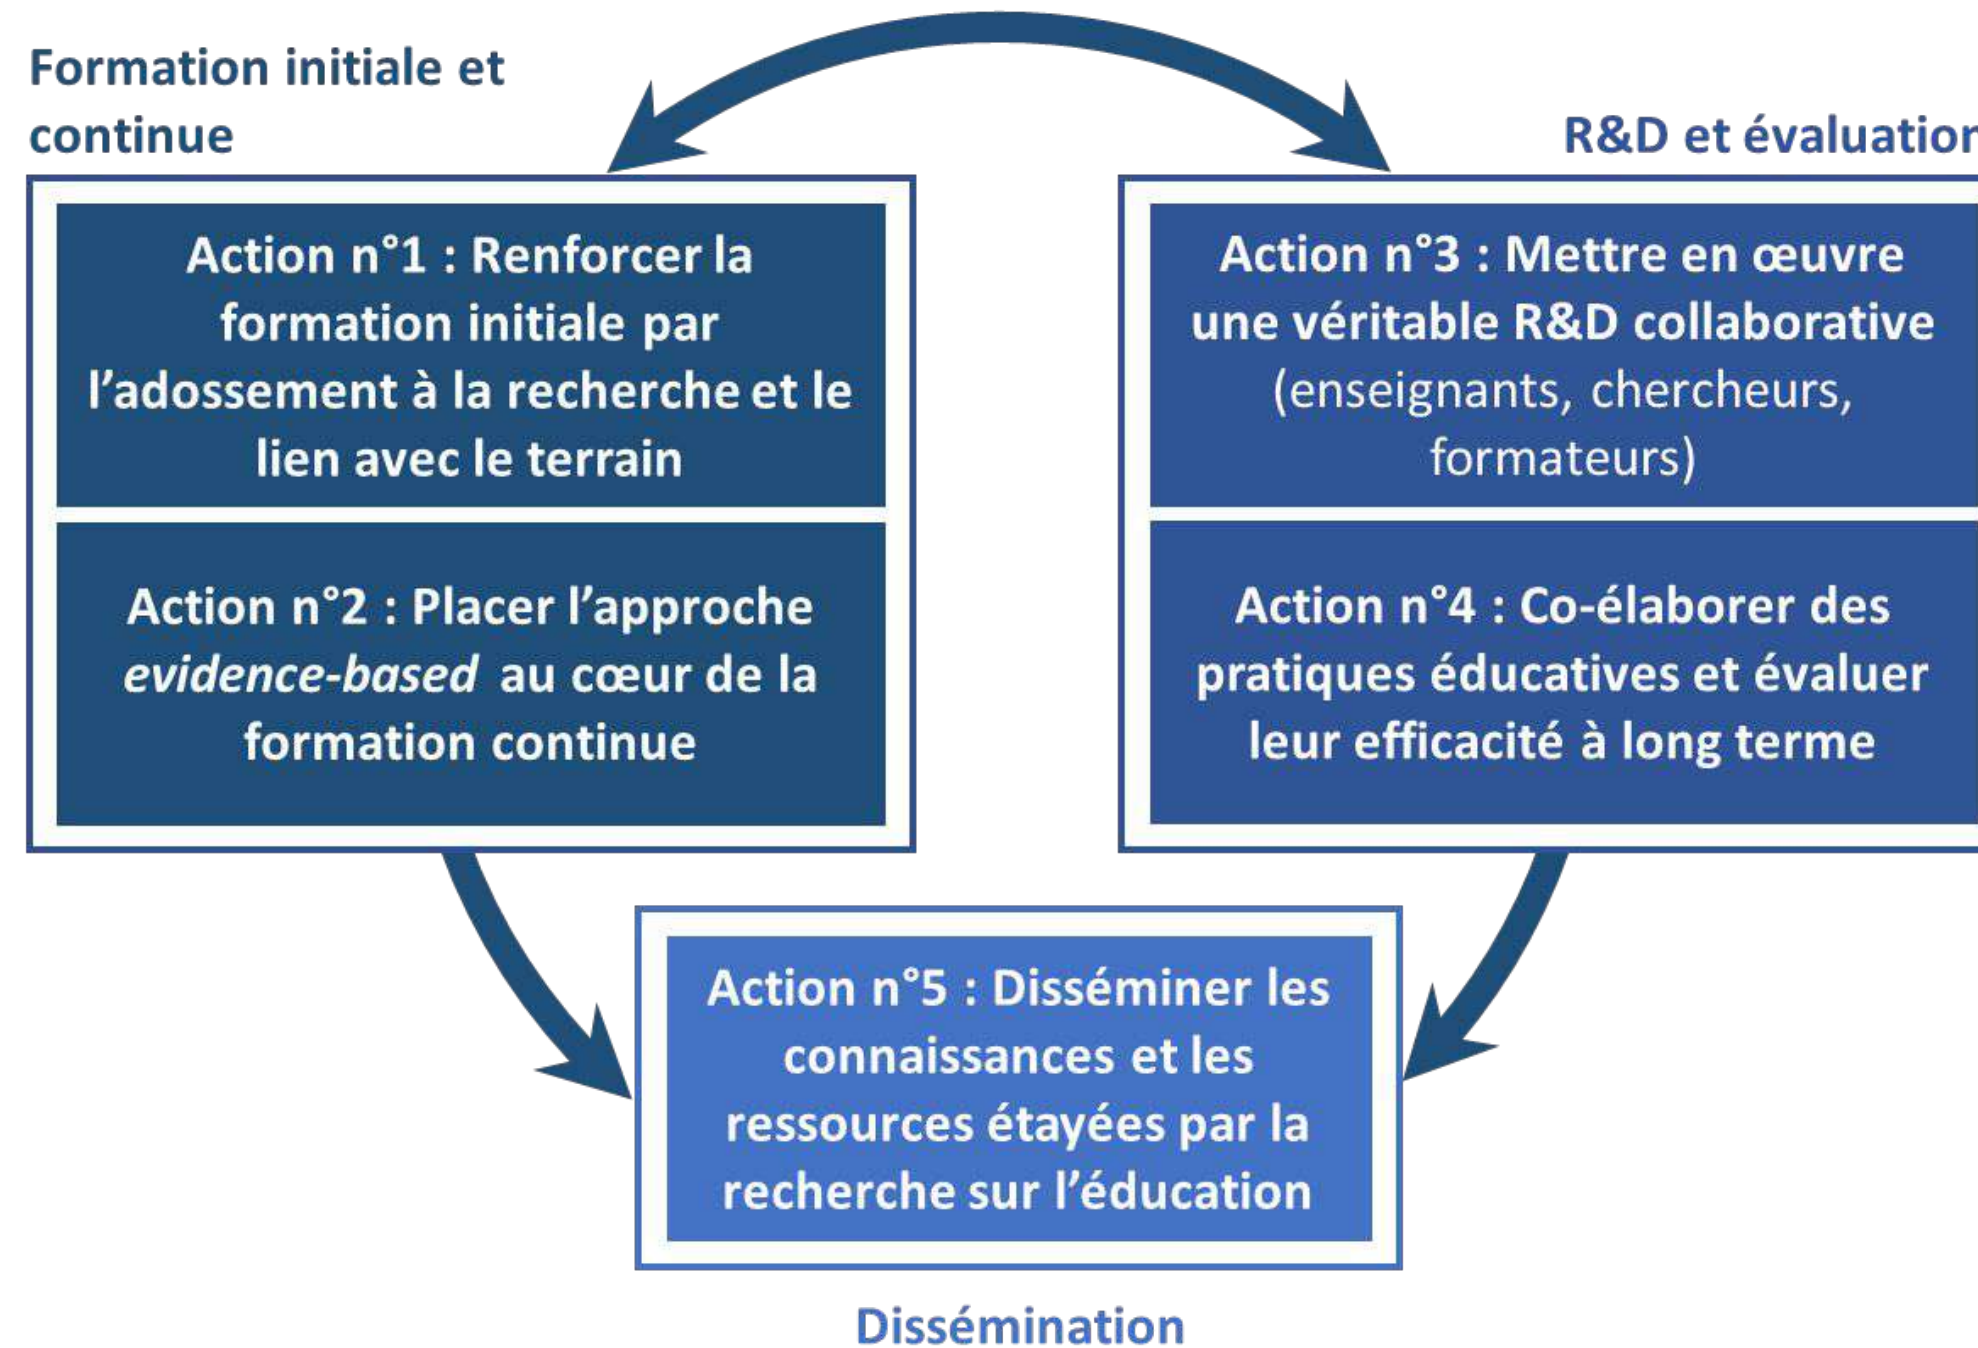 Formation initiale et
continue
Action n°1 : Renforcer la
formation initiale par
l’adossement à la recherche et le
lien avec le terrain
Action n°2 : Placer l’approche
evidence-based au cœur de la
formation continue
R&D et évaluation
Action n°3 : Mettre en œuvre
une véritable R&D collaborative
(enseignants, chercheurs,
formateurs)
Action n°4 : Co-élaborer des
pratiques éducatives et évaluer
leur efficacité à long terme
Action n°5 : Disséminer les
connaissances et les
ressources étayées par la
recherche sur l’éducation
Dissémination